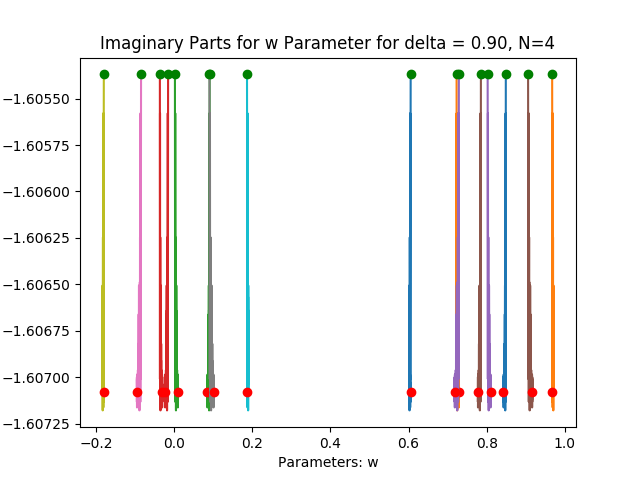 Imaginary Parts for w Parameter for delta = 0.90, N=4
−1.60550
−1.60575
−1.60600
−1.60625
−1.60650
−1.60675
−1.60700
−1.60725
−0.2 0.0 0.2 0.4 0.6 0.8 1.0
Parameters: w